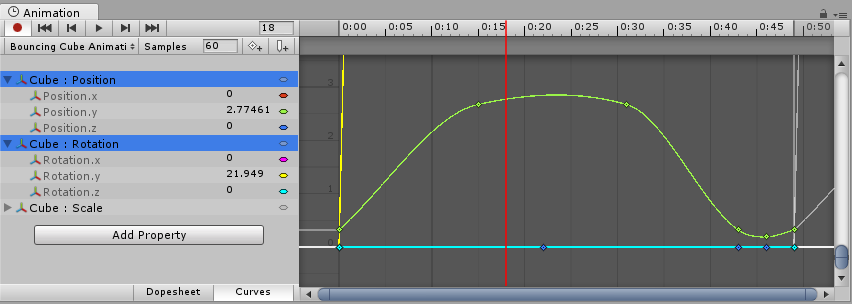 Animation
18
0:00 0:05 0:10 0:15 0:20 0:25 0:30 0:35 0:40 0:45 0:50
Bouncing Cube Animati Samples 60
Cube : Position
Position.x 0
Position.y 2.77461
Position.z 0
Cube : Rotation
Rotation.x 0
Rotation.y 21.949
Rotation.z 0
Cube : Scale
Add Property
3
2
1
0
Dopesheet Curves